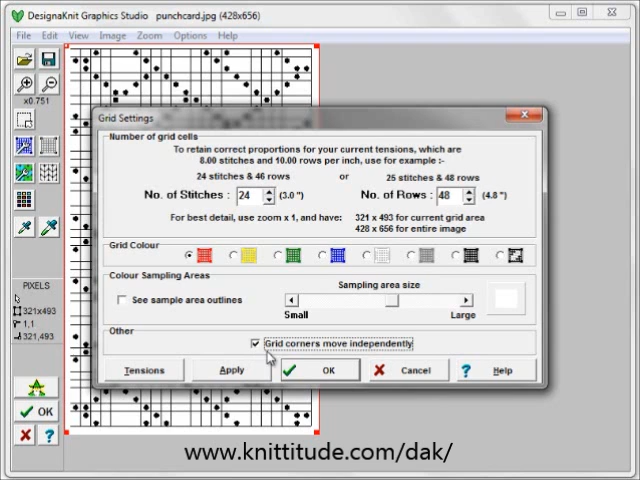 DesignaKnit Graphics Studio   punchcard.jpg (428x656)
File Edit View Image Zoom Options Help
x0.751
Grid Settings
Number of grid cells
To retain correct proportions for your current tensions, which are
8.00 stitches and 10.00 rows per inch, use for example :-
24 stitches & 46 rows or 25 stitches & 48 rows
No. of Stitches : 24 (3.0 ") No. of Rows : 48 (4.8 ")
For best detail, use zoom x 1, and have: 321 x 493 for current grid area
428 x 656 for entire image
Grid Colour
Colour Sampling Areas
Sampling area size
See sample area outlines
Small Large
PIXELS
321x493
1,1
321,493
Other
Grid corners move independently
Tensions Apply OK Cancel ? Help
OK
?
www.knittitude.com/dak/